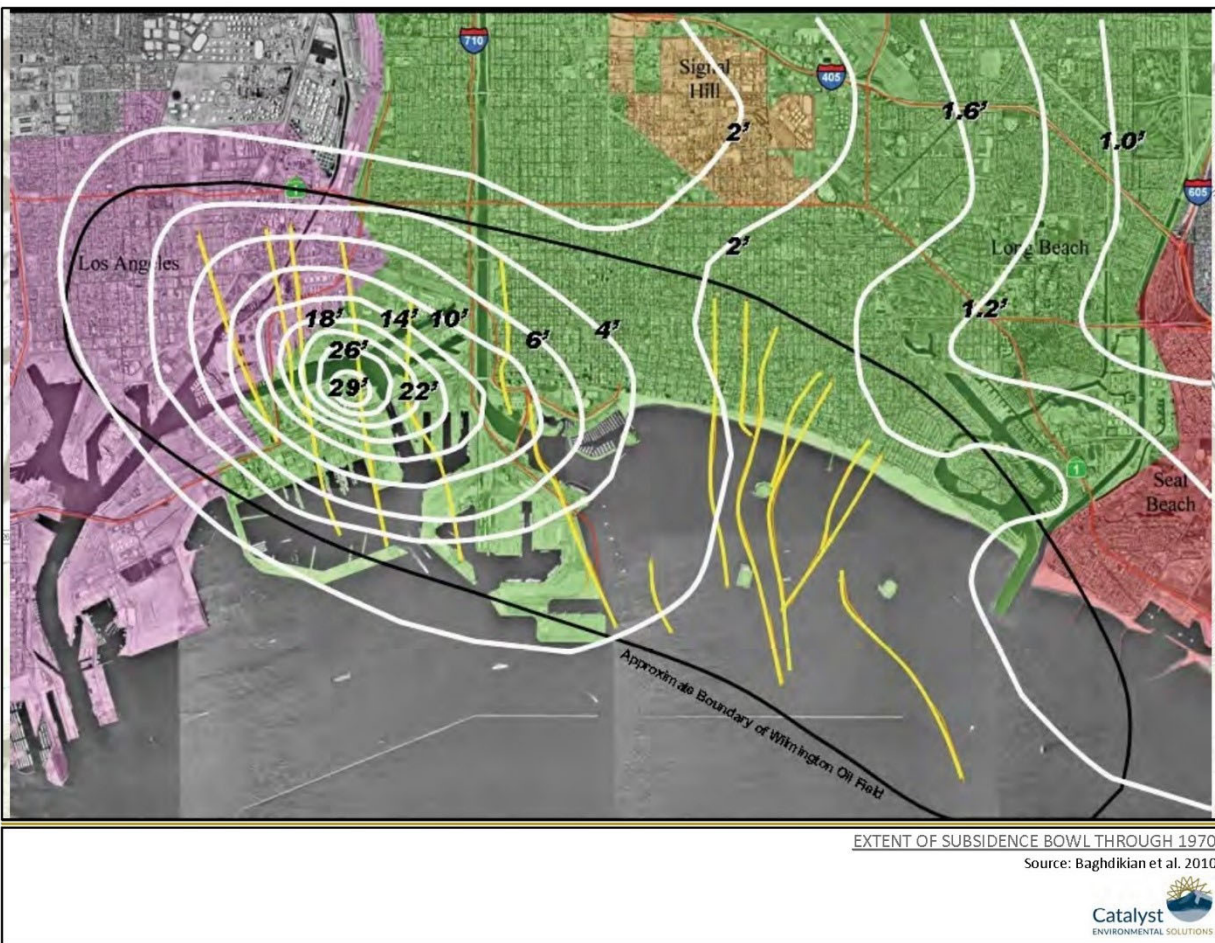 710
Signal
Hill
405
2'
1.6'
1.0'
605
1
Los Angeles
2'
Long Beach
18'
14'
10'
6'
4'
1.2'
26'
29'
22'
1
Seal
Beach
Approximate Boundary of Wilmington Oil Field
EXTENT OF SUBSIDENCE BOWL THROUGH 1970
Source: Baghdikian et al. 2010
Catalyst
ENVIRONMENTAL SOLUTIONS